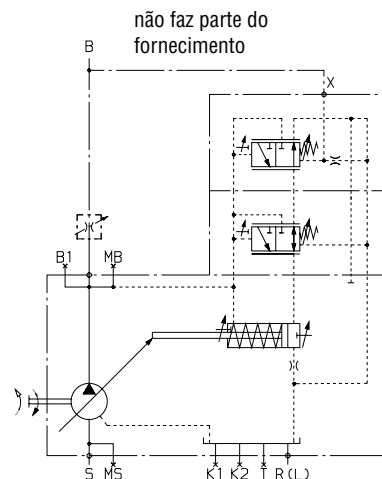 não faz parte do
fornecimento
B
X
B1 MB
S MS K1 K2 T R(L)